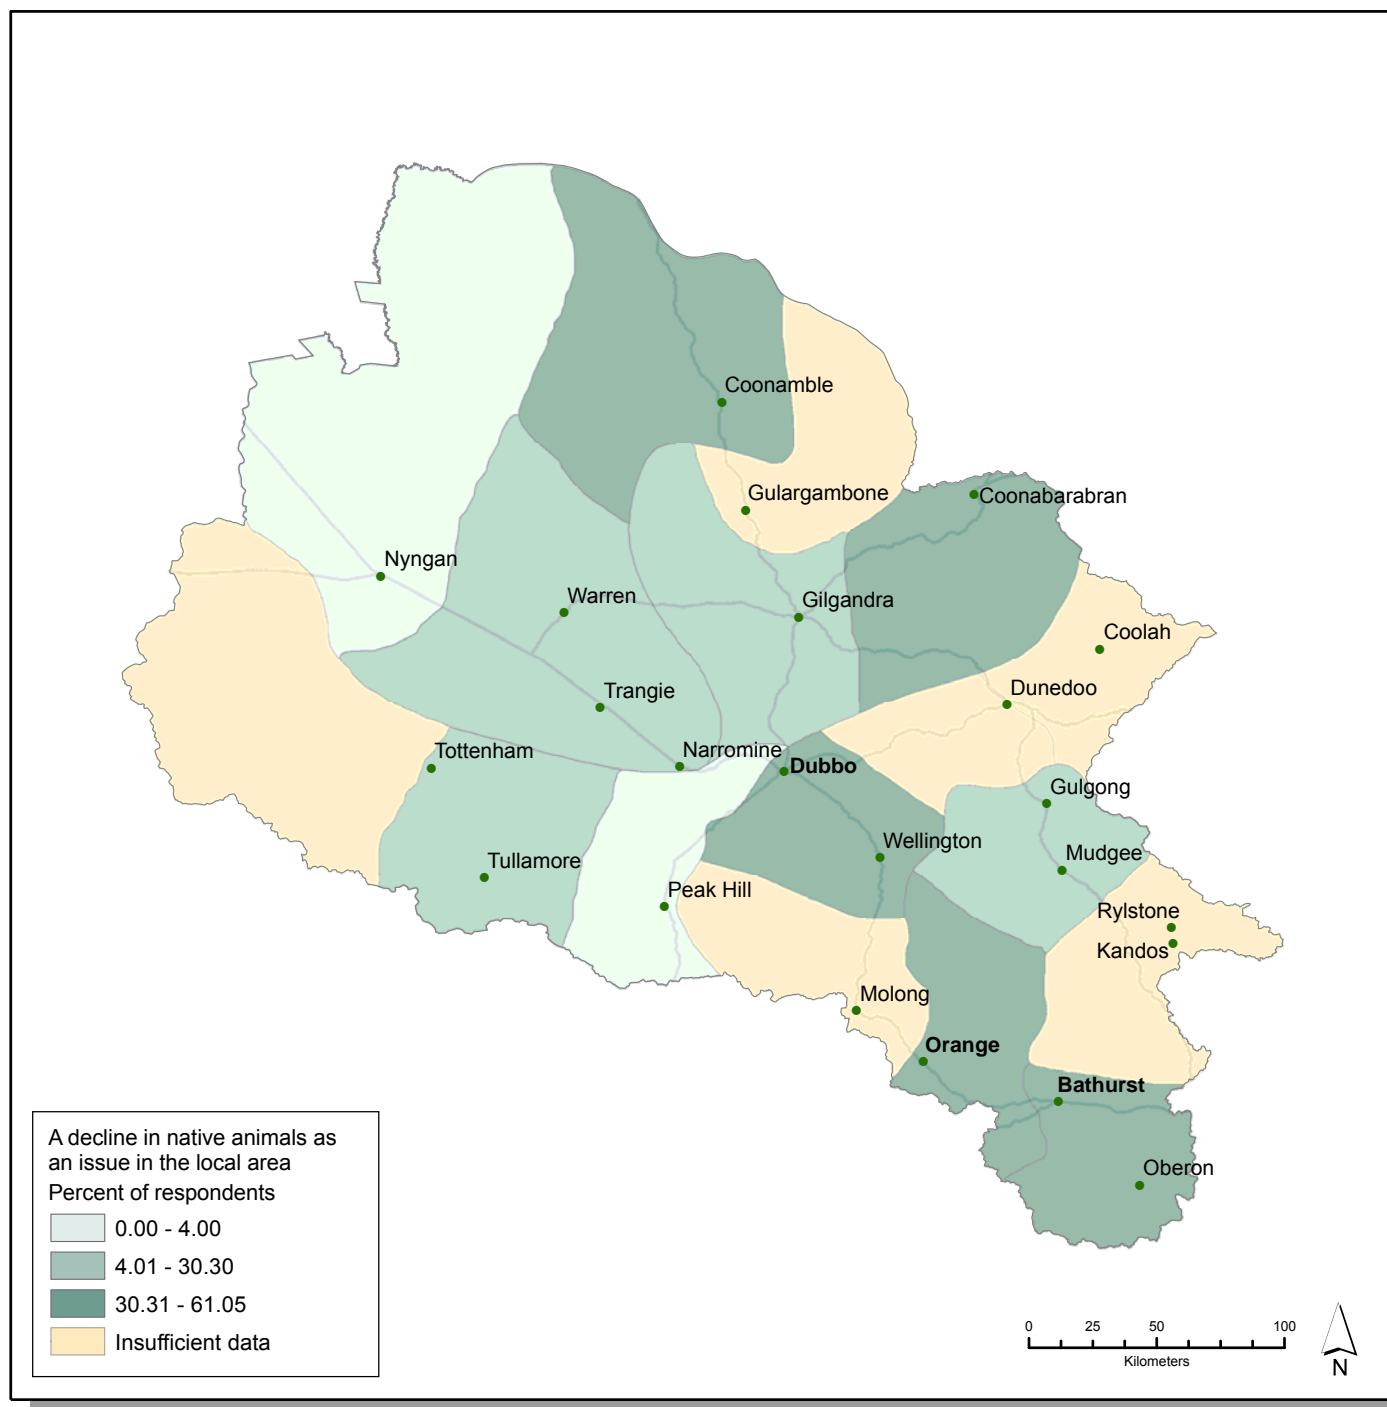 Coonamble
Gulargambone
Coonabarabran
Nyngan
Warren
Gilgandra
Coolah
Trangie
Dunedoo
Tottenham
Narromine
Dubbo
Gulgong
Wellington
Mudgee
Tullamore
Peak Hill
Rylstone
Kandos
Molong
Orange
Bathurst
Oberon
A decline in native animals as
an issue in the local area
Percent of respondents
0.00 - 4.00
4.01 - 30.30
30.31 - 61.05
Insufficient data
0 25 50 100
Kilometers
N